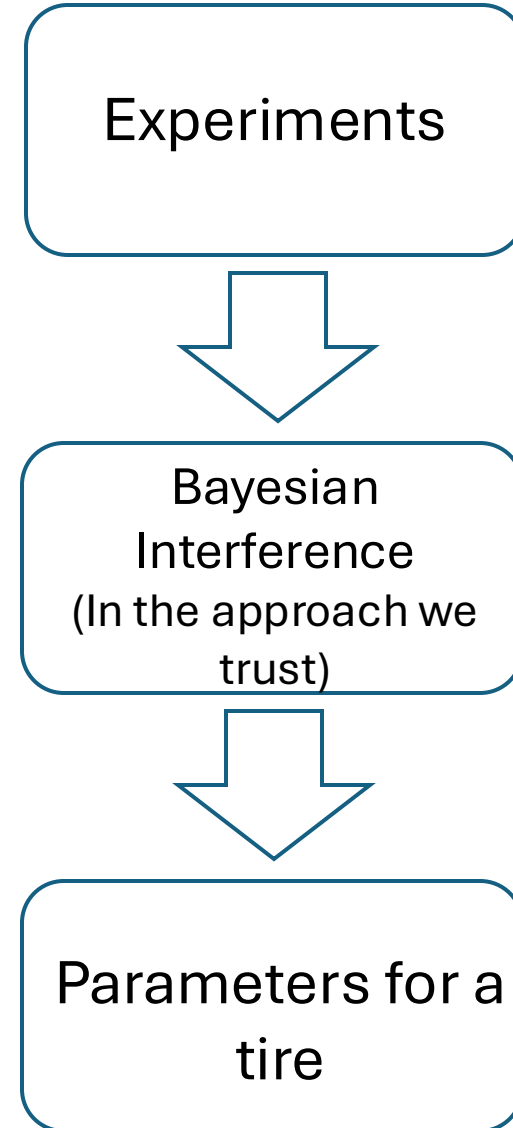 Experiments
Bayesian
Interference
(In the approach we
trust)
Parameters for a
tire